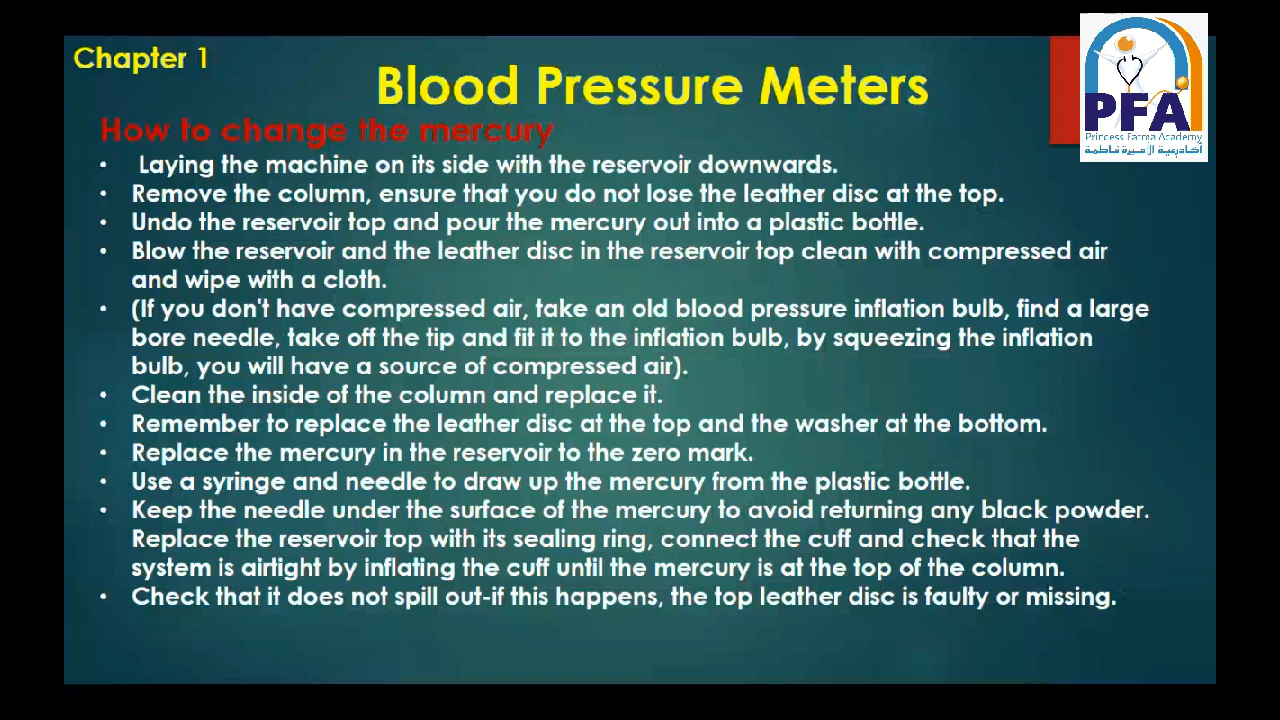 Chapter 1
Blood Pressure Meters
PFA
Princess Fatma Academy
أكاديمية الأميرة فاطمة
How to change the mercury
• Laying the machine on its side with the reservoir downwards.
• Remove the column, ensure that you do not lose the leather disc at the top.
• Undo the reservoir top and pour the mercury out into a plastic bottle.
• Blow the reservoir and the leather disc in the reservoir top clean with compressed air
and wipe with a cloth.
• (If you don't have compressed air, take an old blood pressure inflation bulb, find a large
bore needle, take off the tip and fit it to the inflation bulb, by squeezing the inflation
bulb, you will have a source of compressed air).
• Clean the inside of the column and replace it.
• Remember to replace the leather disc at the top and the washer at the bottom.
• Replace the mercury in the reservoir to the zero mark.
• Use a syringe and needle to draw up the mercury from the plastic bottle.
• Keep the needle under the surface of the mercury to avoid returning any black powder.
Replace the reservoir top with its sealing ring, connect the cuff and check that the
system is airtight by inflating the cuff until the mercury is at the top of the column.
• Check that it does not spill out-if this happens, the top leather disc is faulty or missing.